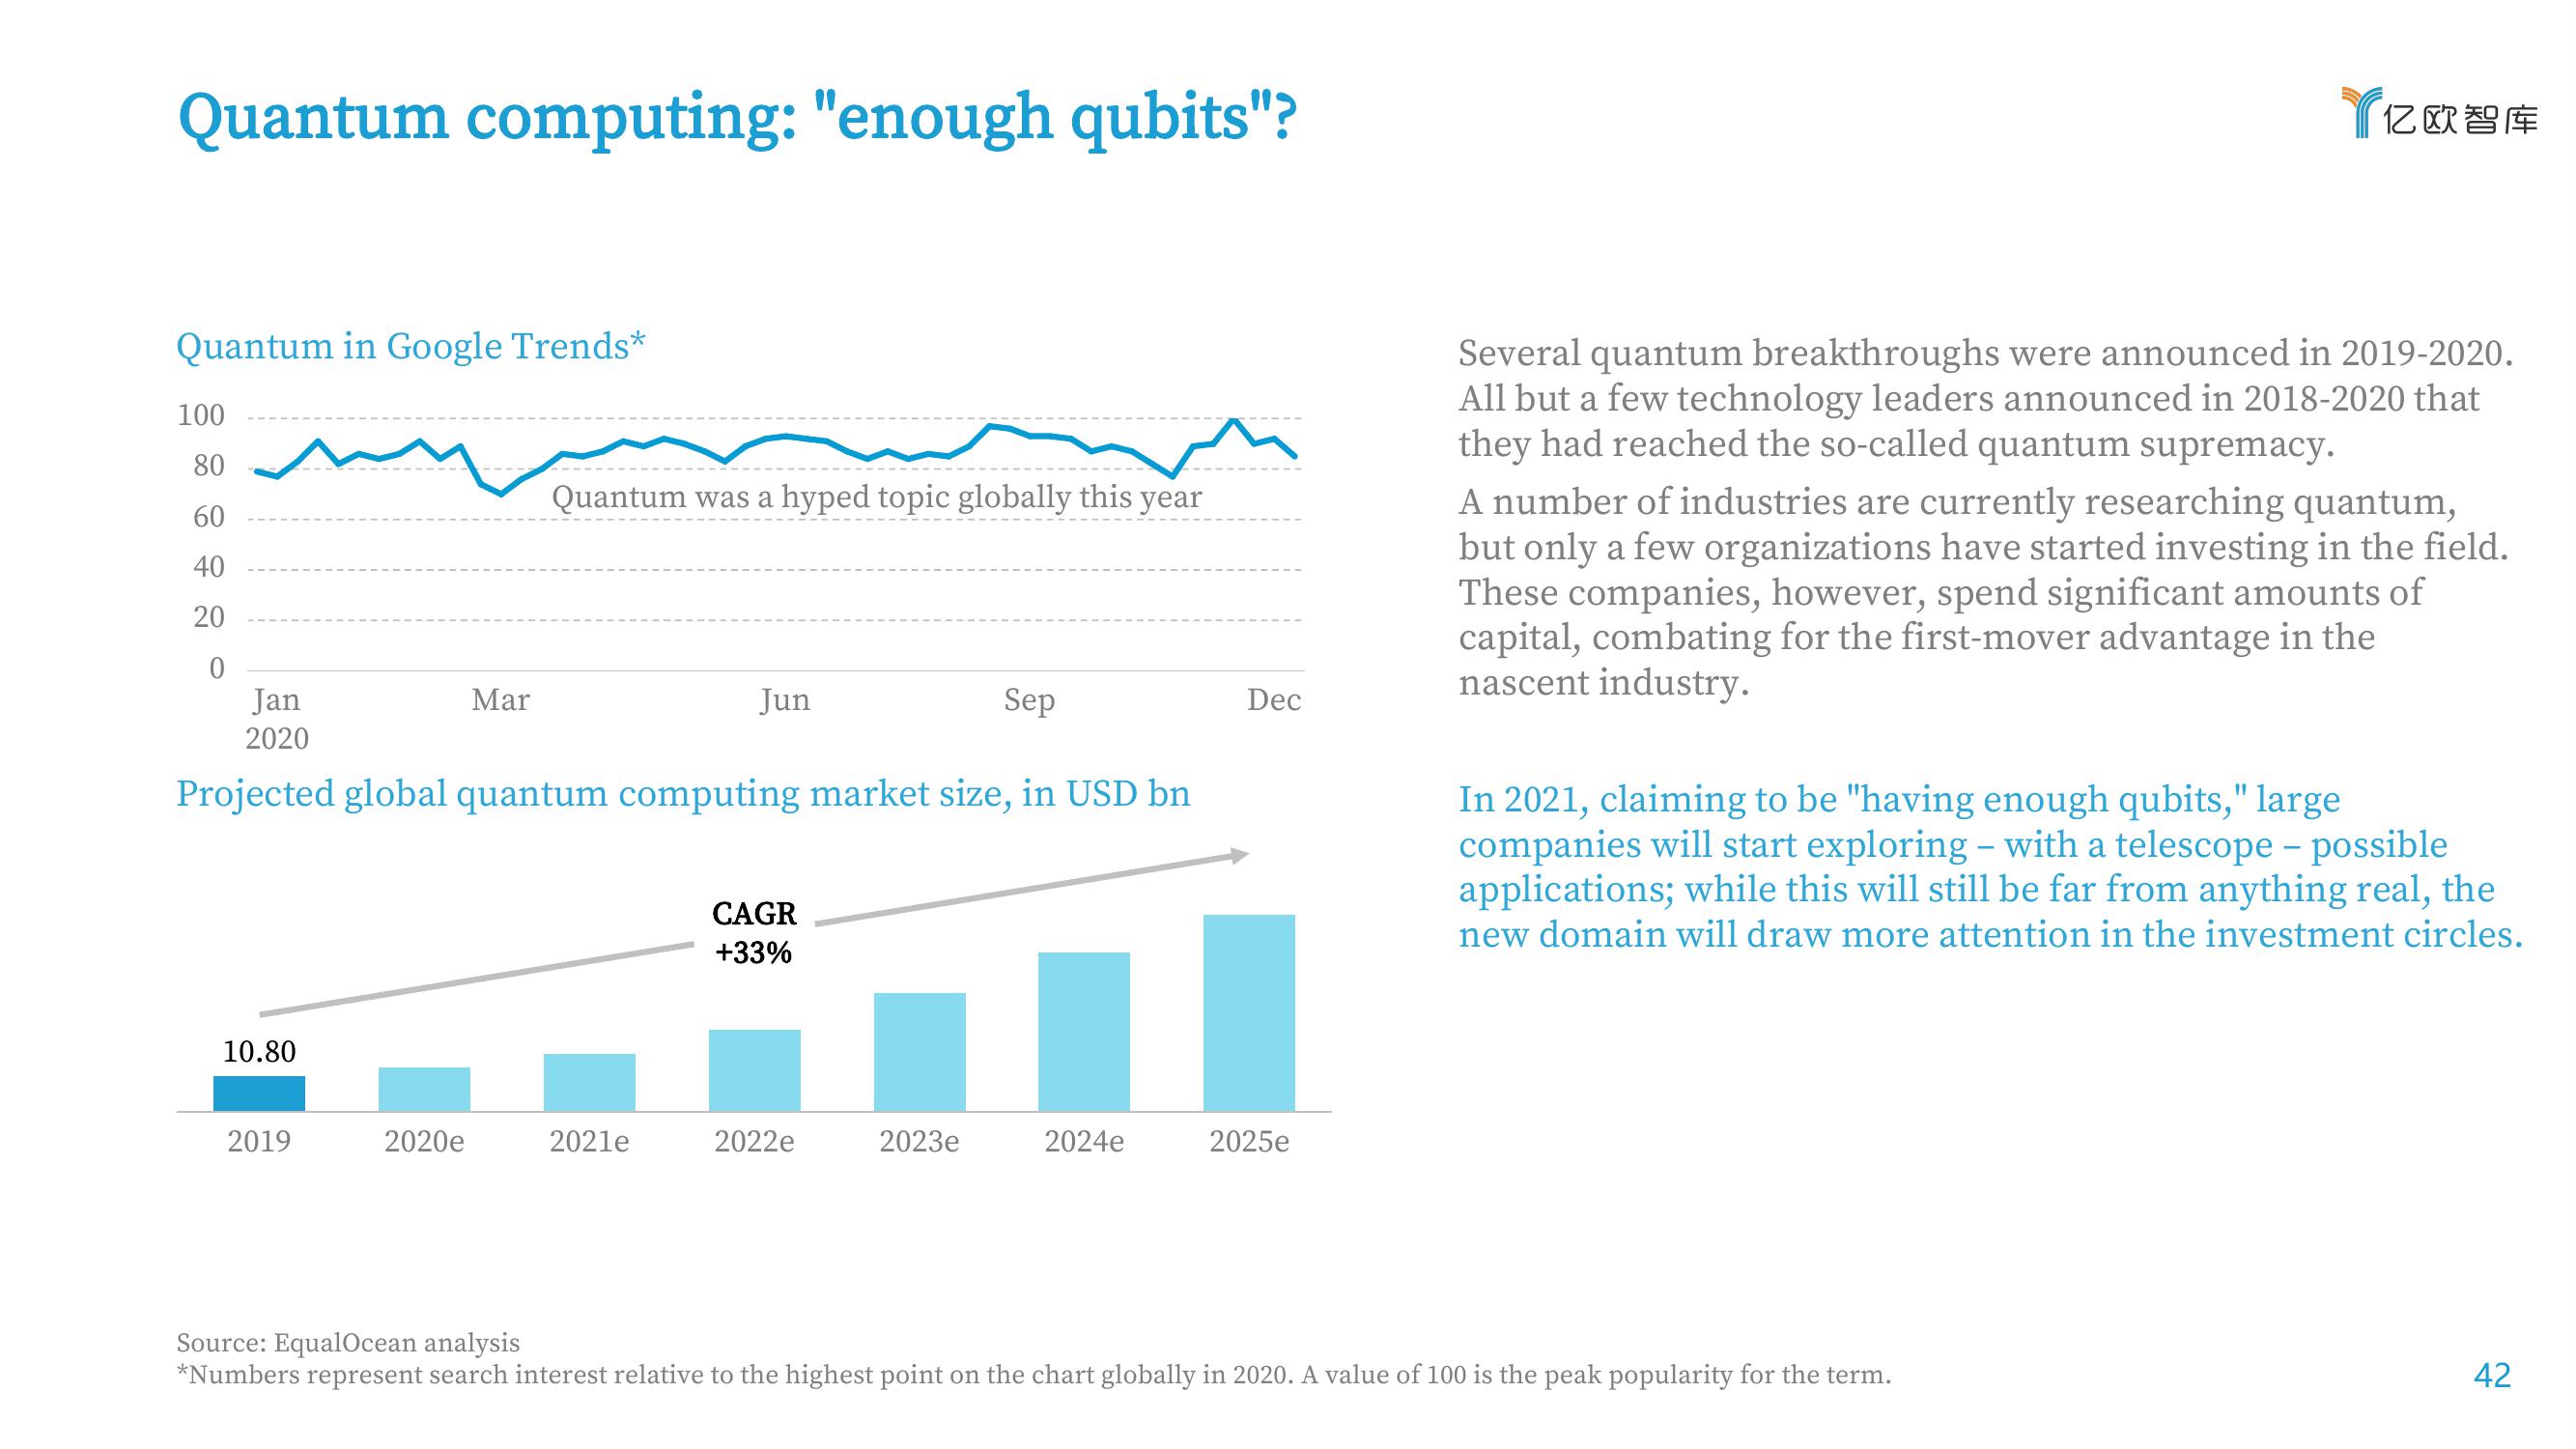 Quantum computing: "enough qubits"?
亿欧智库
Quantum in Google Trends*
100
80
60
40
20
0
Quantum was a hyped topic globally this year
Jan
2020
Mar
Jun
Sep
Dec
Projected global quantum computing market size, in USD bn
CAGR
+33%
10.80
2019
2020e
2021e
2022e
2023e
2024e
2025e
Several quantum breakthroughs were announced in 2019-2020.
All but a few technology leaders announced in 2018-2020 that
they had reached the so-called quantum supremacy.
A number of industries are currently researching quantum,
but only a few organizations have started investing in the field.
These companies, however, spend significant amounts of
capital, combating for the first-mover advantage in the
nascent industry.
In 2021, claiming to be "having enough qubits," large
companies will start exploring – with a telescope – possible
applications; while this will still be far from anything real, the
new domain will draw more attention in the investment circles.
Source: EqualOcean analysis
*Numbers represent search interest relative to the highest point on the chart globally in 2020. A value of 100 is the peak popularity for the term.
42